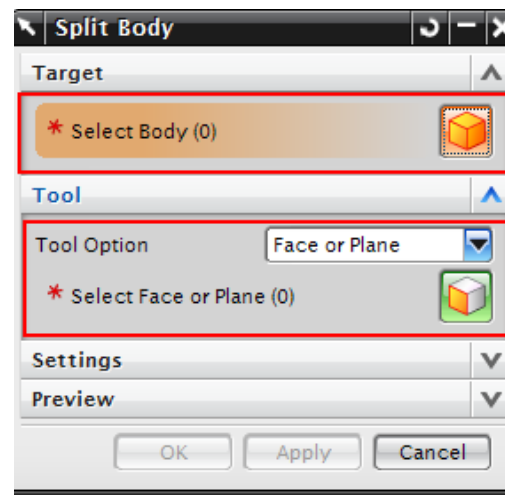 Split Body
Target
* Select Body (0)
Tool
Tool Option Face or Plane
* Select Face or Plane (0)
Settings
Preview
OK Apply Cancel